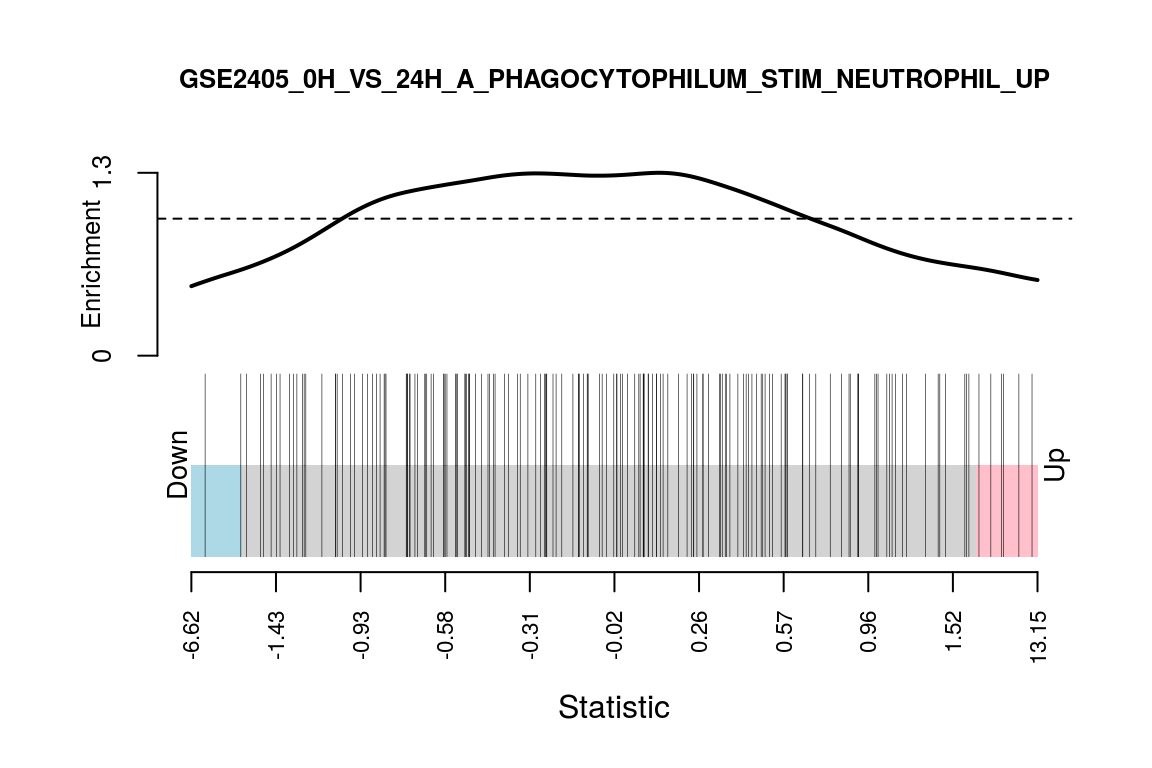 GSE2405_0H_VS_24H_A_PHAGOCYTOPHILUM_STIM_NEUTROPHIL_UP
1.3
Enrichment
0
Down
Up
-6.62
-1.43
-0.93
-0.58
-0.31
-0.02
0.26
0.57
0.96
1.52
13.15
Statistic